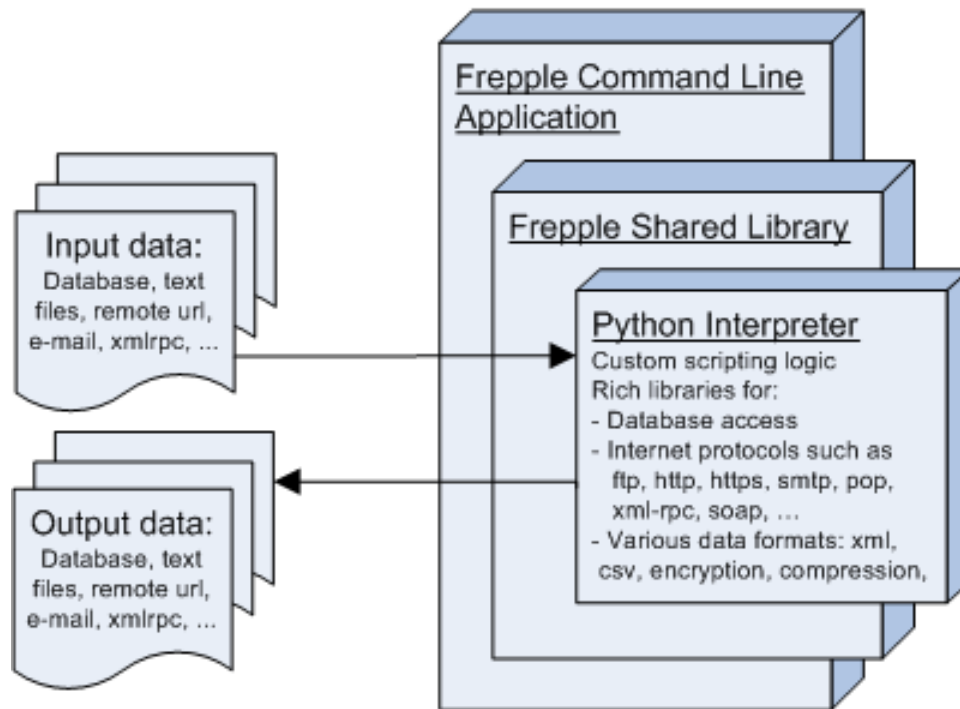 Frepple Command Line
Application
Frepple Shared Library
Input data:
Database, text
files, remote url,
e-mail, xmlrpc, ...
Python Interpreter
Custom scripting logic
Rich libraries for:
- Database access
- Internet protocols such as
ftp, http, https, smtp, pop,
xml-rpc, soap, ...
- Various data formats: xml,
csv, encryption, compression,
Output data:
Database, text
files, remote url,
e-mail, xmlrpc, ...